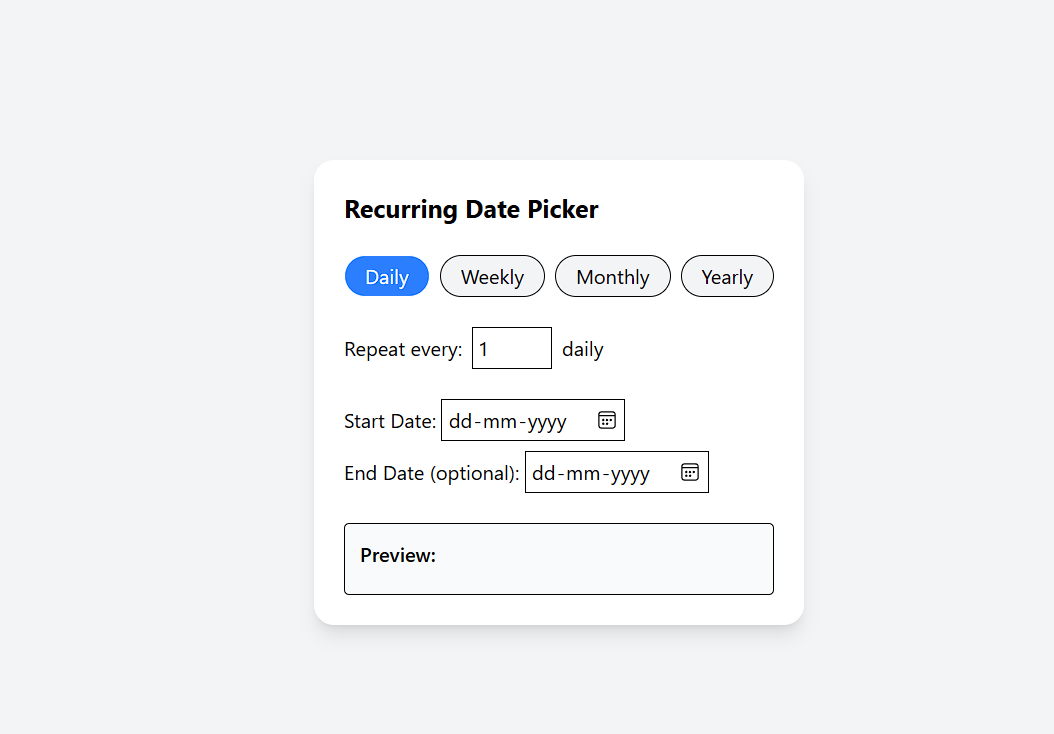 Recurring Date Picker
Daily Weekly Monthly Yearly
Repeat every: 1 daily
Start Date: dd-mm-yyyy
End Date (optional): dd-mm-yyyy
Preview: